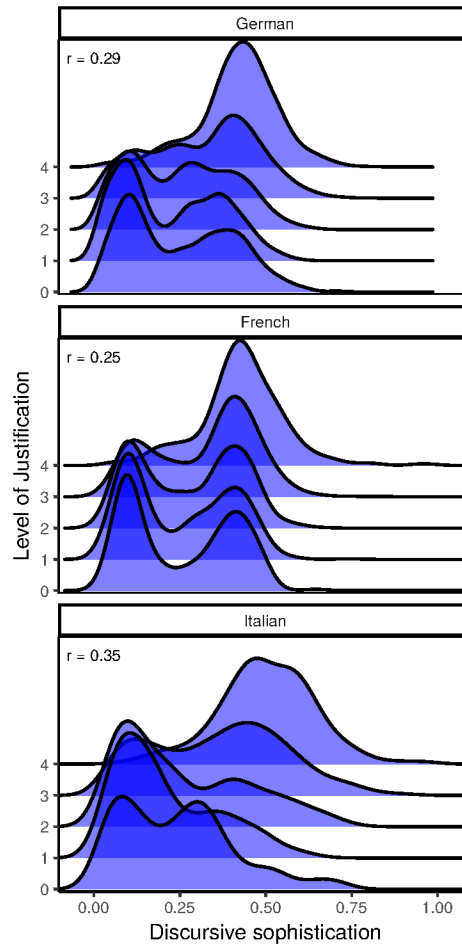 German
r = 0.29
4
3
2
1
0
French
r = 0.25
4
3
2
1
0
Italian
r = 0.35
4
3
2
1
0
Level of Justification
0.00 0.25 0.50 0.75 1.00
Discursive sophistication